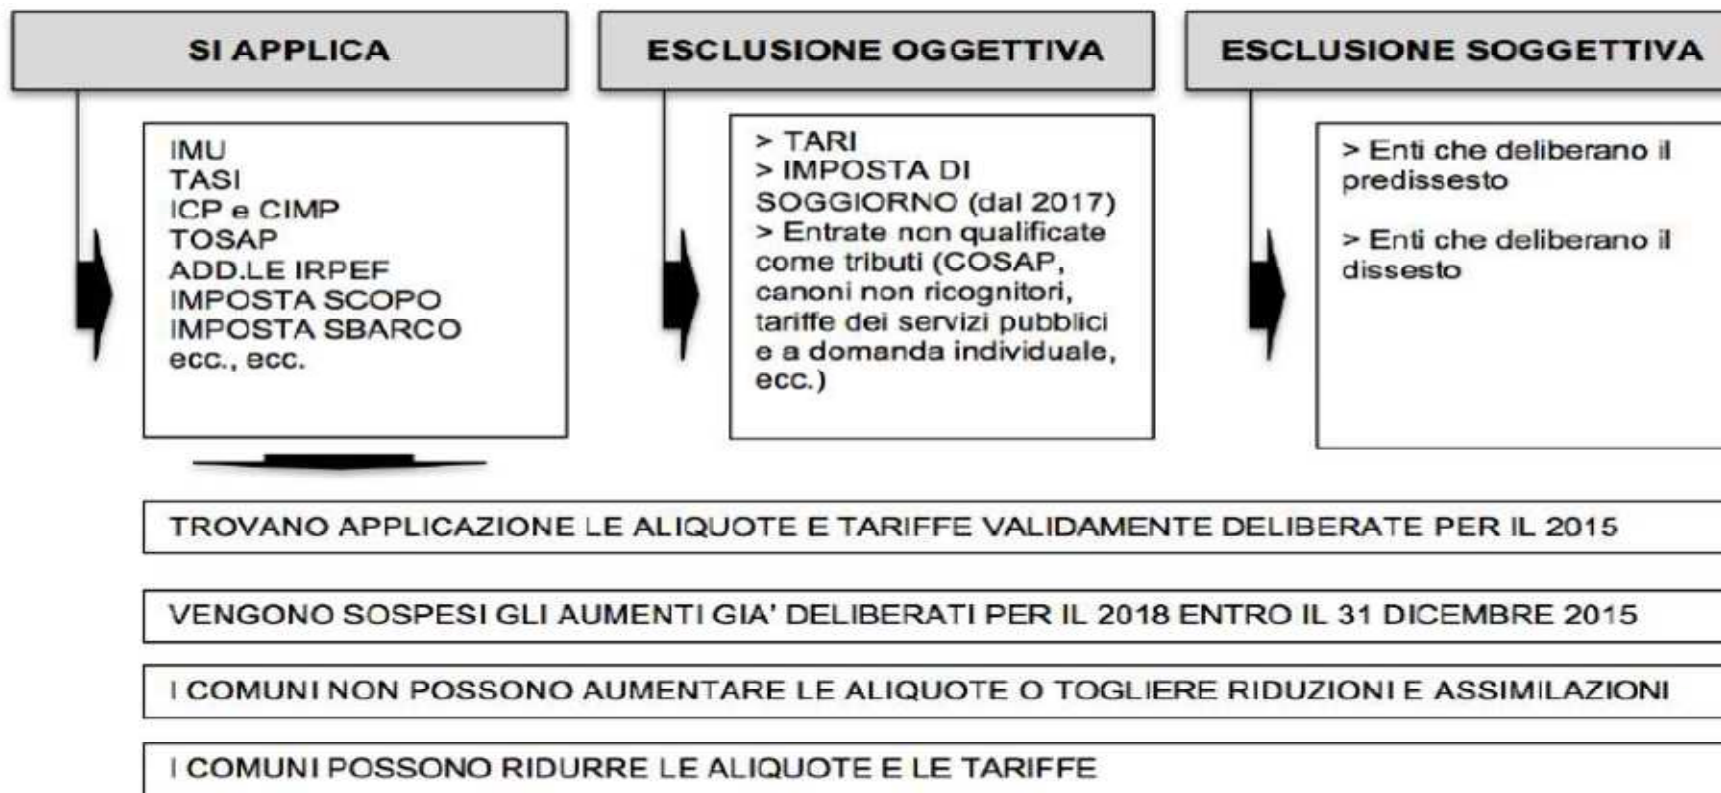 SI APPLICA
IMU
TASI
ICP e CIMP
TOSAP
ADD.LE IRPEF
IMPOSTA SCOPO
IMPOSTA SBARCO
ecc., ecc.
ESCLUSIONE OGGETTIVA
> TARI
> IMPOSTA DI
SOGGIORNO (dal 2017)
> Entrate non qualificate
come tributi (COSAP,
canoni non ricognitori,
tariffe dei servizi pubblici
e a domanda individuale,
ecc.)
ESCLUSIONE SOGGETTIVA
> Enti che deliberano il
predissesto
> Enti che deliberano il
dissesto
TROVANO APPLICAZIONE LE ALIQUOTE E TARIFFE VALIDAMENTE DELIBERATE PER IL 2015
VENGONO SOSPESI GLI AUMENTI GIA' DELIBERATI PER IL 2018 ENTRO IL 31 DICEMBRE 2015
I COMUNI NON POSSONO AUMENTARE LE ALIQUOTE O TOGLIERE RIDUZIONI E ASSIMILAZIONI
I COMUNI POSSONO RIDURRE LE ALIQUOTE E LE TARIFFE